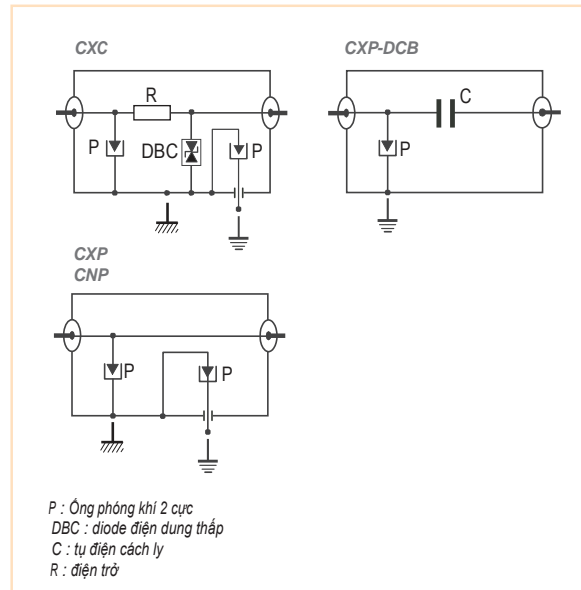 CXC
R
P
DBC
P
CXP-DCB
C
P
CXP
CNP
P
P
P : Ống phóng khí 2 cực
DBC : diode điện dung thấp
C : tụ điện cách ly
R : điện trở